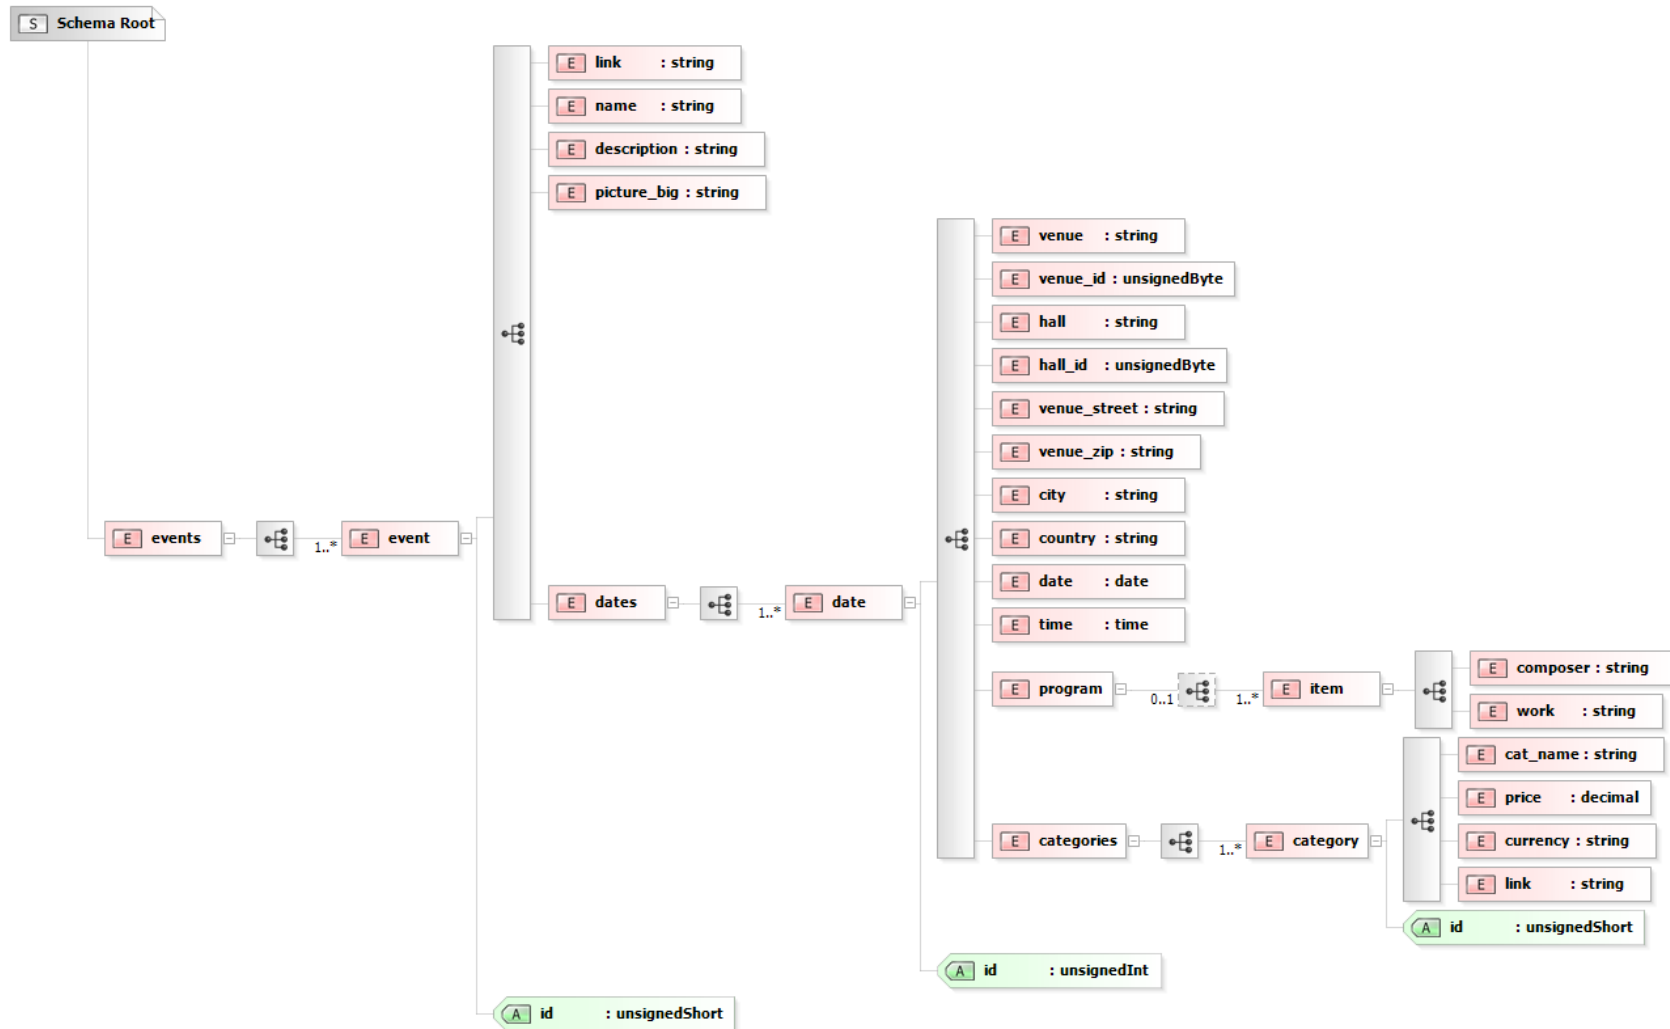 S Schema Root
E link : string
E name : string
E description : string
E picture_big : string
E venue : string
E venue_id : unsignedByte
E hall : string
E hall_id : unsignedByte
E venue_street : string
E venue_zip : string
E city : string
E events 1..* E event
E country : string
E dates 1..* E date
E date : date
E time : time
E program 0..1 1..* E item
E composer : string
E work : string
E cat_name : string
E price : decimal
E categories 1..* E category
E currency : string
E link : string
A id : unsignedShort
A id : unsignedInt
A id : unsignedShort